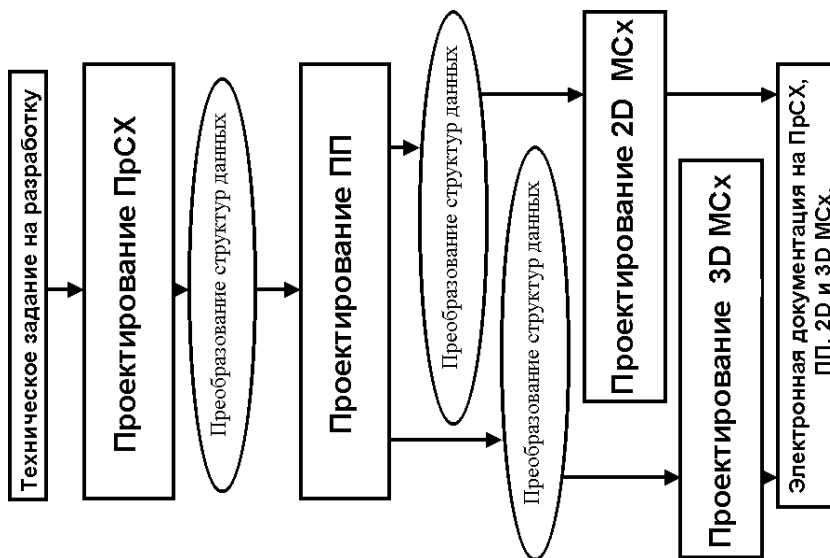 Техническое задание на разработку
Проектирование ПрСХ
Преобразование структур данных
Проектирование ПП
Преобразование структур данных
Преобразование структур данных
Проектирование 2D МСх
Проектирование 3D МСх
Электронная документация на ПрСХ,
ПП, 2D и 3D МСх.